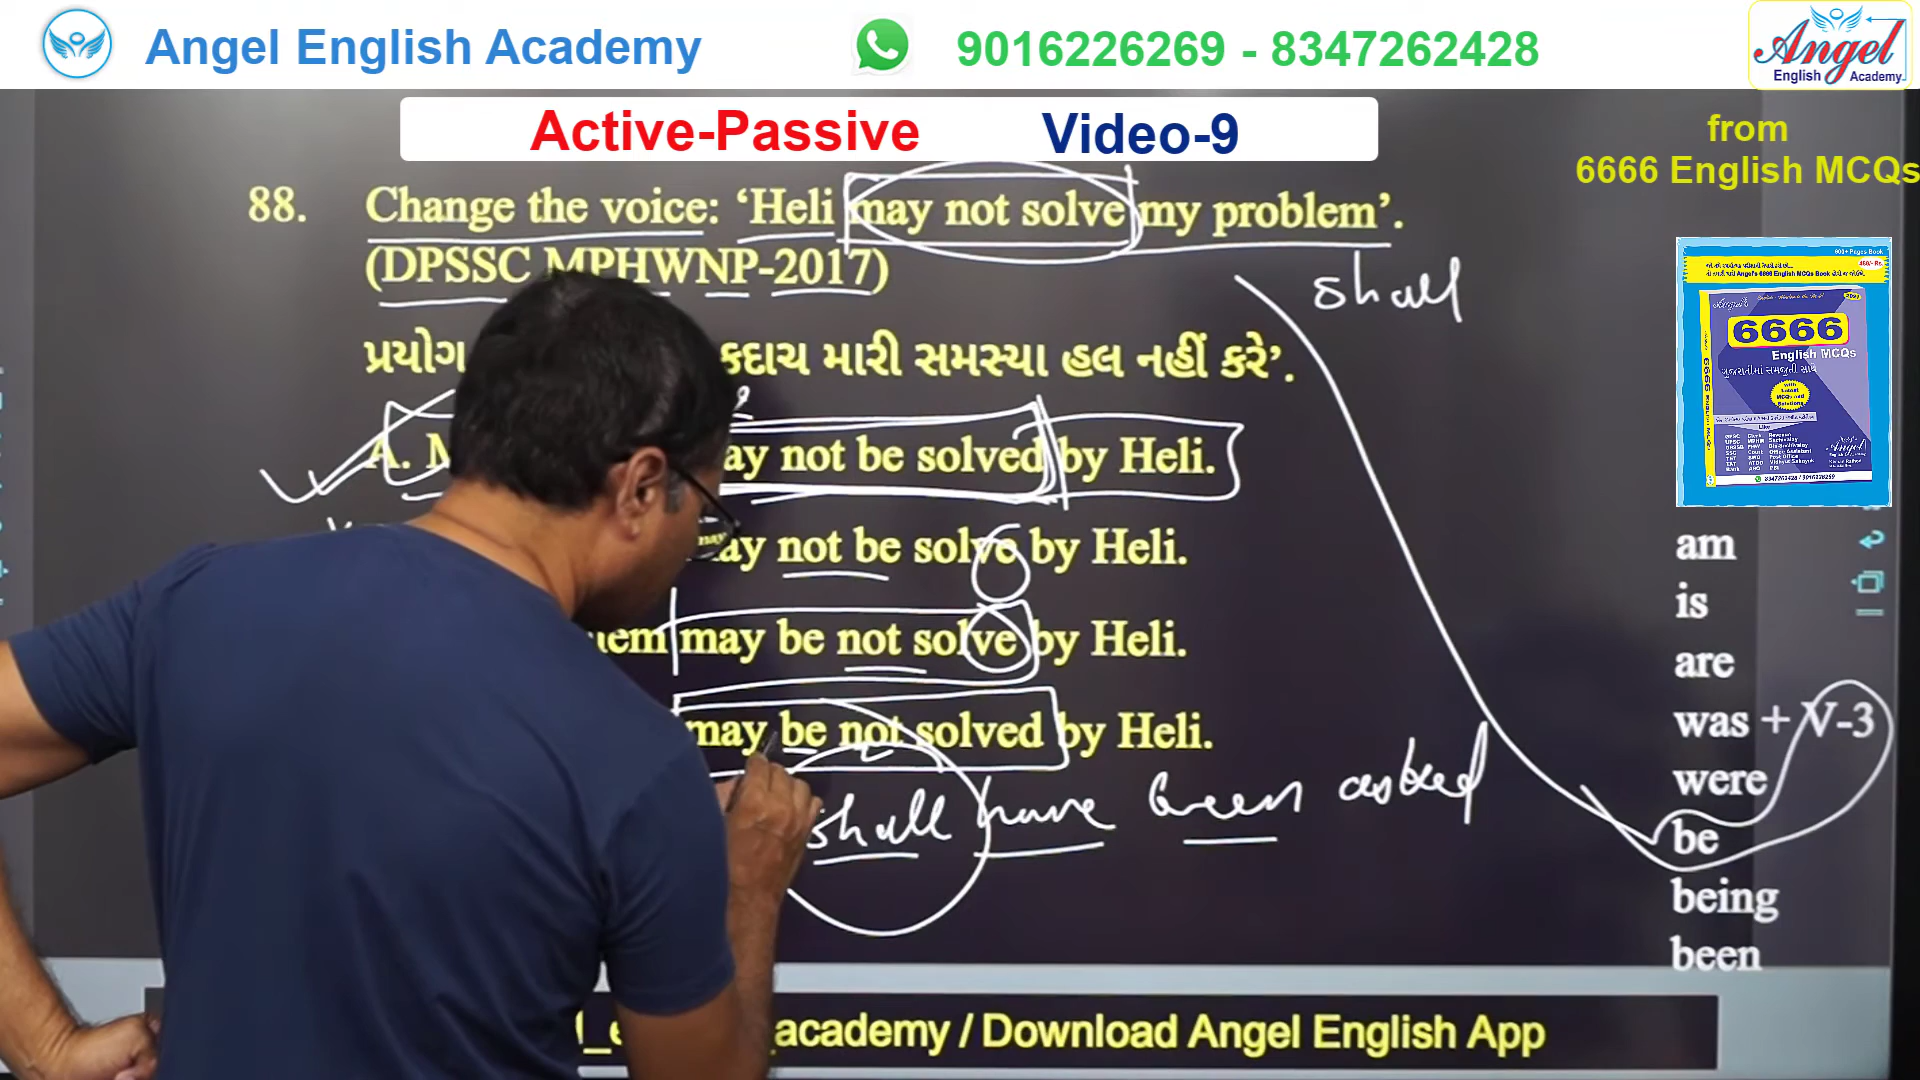 Angel English Academy
9016226269 - 8347262428
Angel
English Academy
Active-Passive Video-9
from
6666 English MCQs
88. Change the voice: ‘Heli may not solve my problem’.
(DPSSC MPHWNP-2017)
shall
પ્રયોગ કદાચ મારી સમસ્યા હલ નહીં કરે’.
A. M ay not be solved by Heli.
ay not be solve by Heli.
may be not solve by Heli.
may be not solved by Heli.
shall have been asked
6666
English MCQs
ગુજરાતીમાં સમજૂતી સાથે
8347262428 / 9016226269
am
is
are
was + V-3
were
be
being
been
academy / Download Angel English App